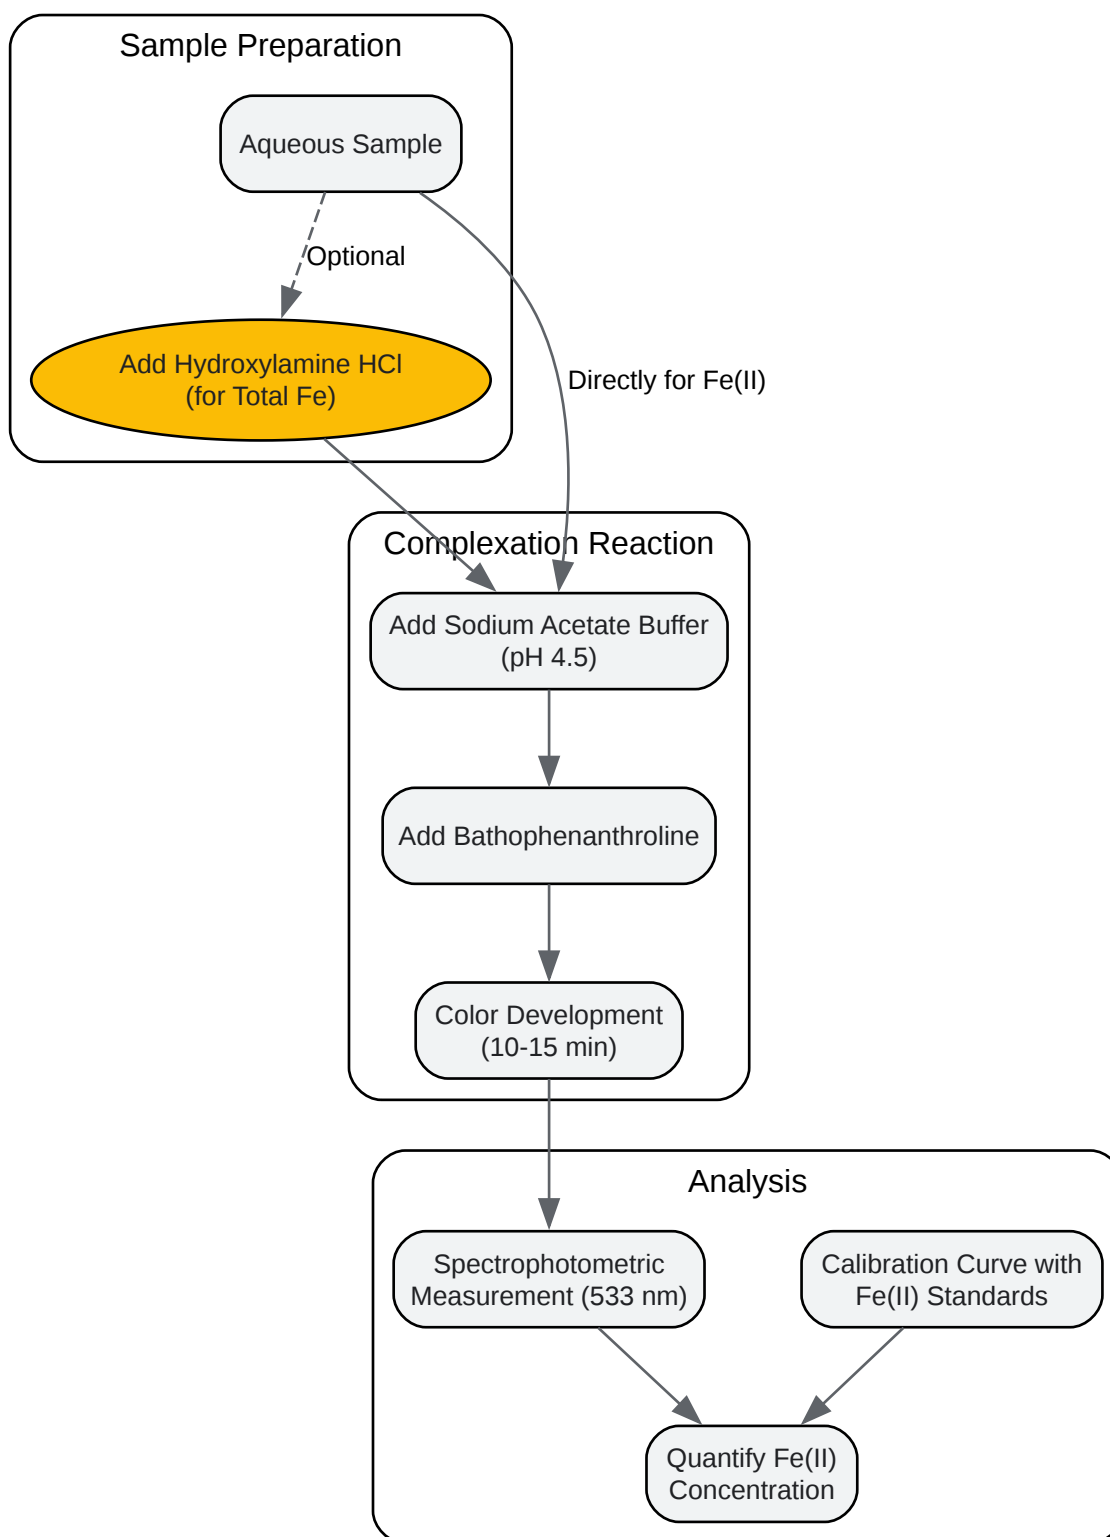 Sample Preparation
Aqueous Sample
Optional
Add Hydroxylamine HCl
(for Total Fe)
Directly for Fe(II)
Complexation Reaction
Add Sodium Acetate Buffer
(pH 4.5)
Add Bathophenanthroline
Color Development
(10-15 min)
Analysis
Spectrophotometric
Measurement (533 nm)
Calibration Curve with
Fe(II) Standards
Quantify Fe(II)
Concentration